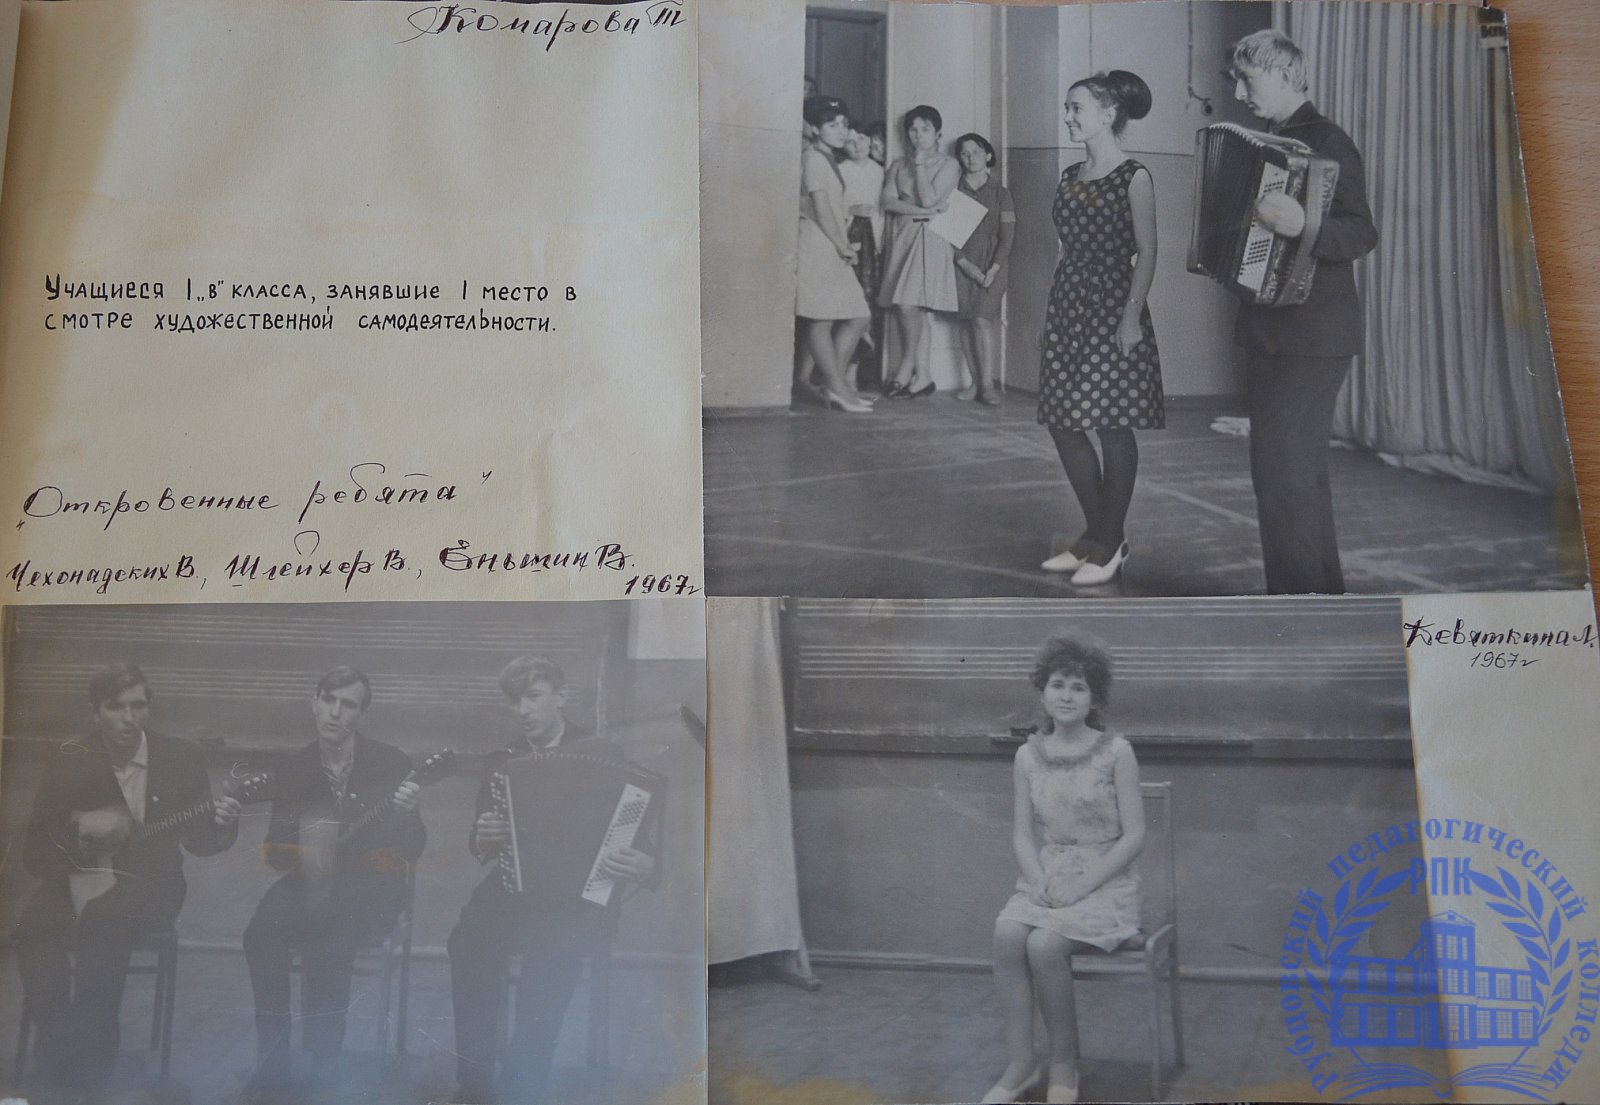 Комарова Т
Учащиеся I „в" класса, занявшие I место в
смотре художественной самодеятельности.
„Откровенные ребята"
Чехонадских В., Шлейхер В., Еньшин В.
1967г
Девяткина Л.
1967г
Рубцовский педагогический колледж
РПК